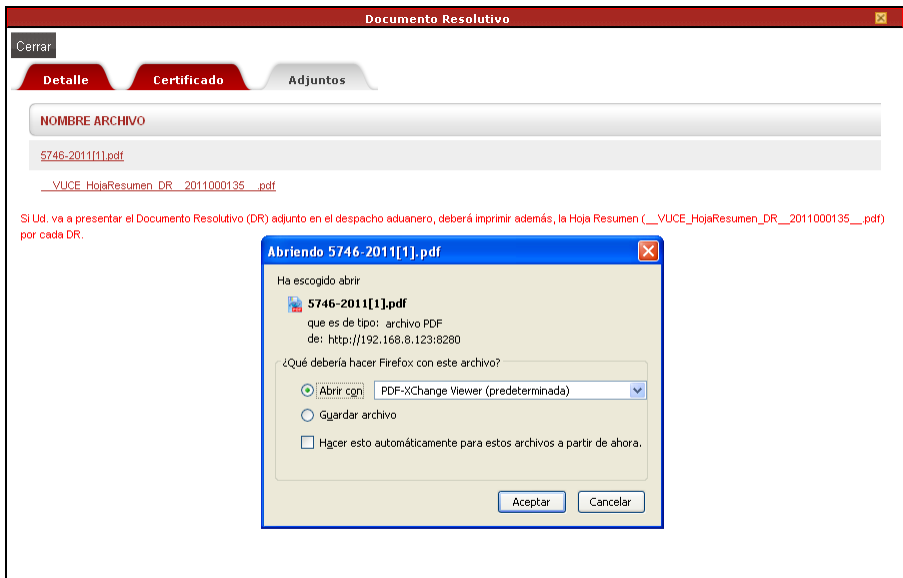 Documento Resolutivo
Cerrar
Detalle Certificado Adjuntos
NOMBRE ARCHIVO
5746-2011[1].pdf
__VUCE_HojaResumen_DR__2011000135__.pdf
Si Ud. va a presentar el Documento Resolutivo (DR) adjunto en el despacho aduanero, deberá imprimir además, la Hoja Resumen (__VUCE_HojaResumen_DR__2011000135__.pdf)
por cada DR.
Abriendo 5746-2011[1].pdf
Ha escogido abrir
5746-2011[1].pdf
que es de tipo: archivo PDF
de: http://192.168.8.123:8280
¿Qué debería hacer Firefox con este archivo?
Abrir con PDF-XChange Viewer (predeterminada)
Guardar archivo
Hacer esto automáticamente para estos archivos a partir de ahora.
Aceptar Cancelar